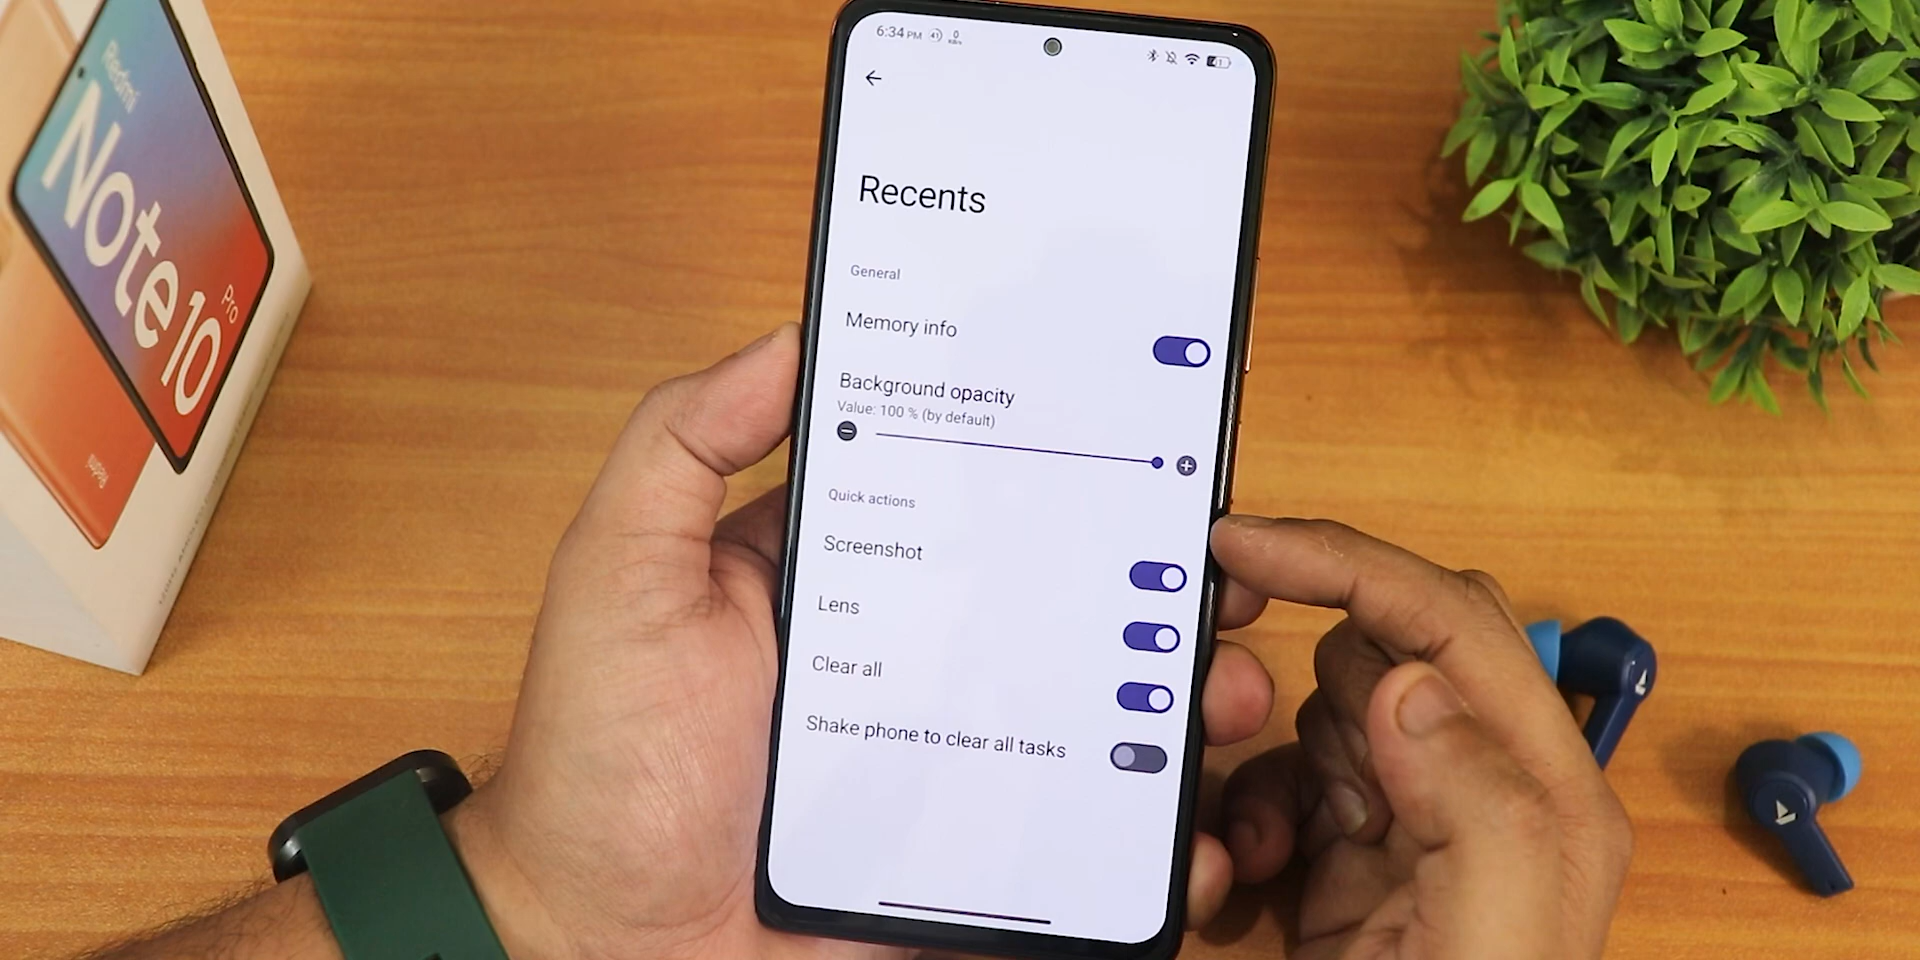 Redmi
Note 10
Pro
Redmi
6:34 PM
Recents
General
Memory info
Background opacity
Value: 100 % (by default)
Quick actions
Screenshot
Lens
Clear all
Shake phone to clear all tasks